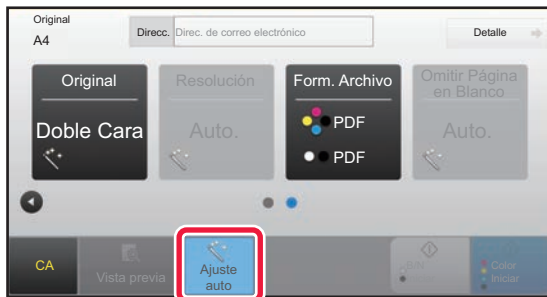 Original
A4
Direcc.
Direc. de correo electrónico
Detalle
Original
Doble Cara
Resolución
Auto.
Form. Archivo
PDF
PDF
Omitir Página
en Blanco
Auto.
CA
Vista previa
Ajuste
auto
B/N
Iniciar
Color
Iniciar